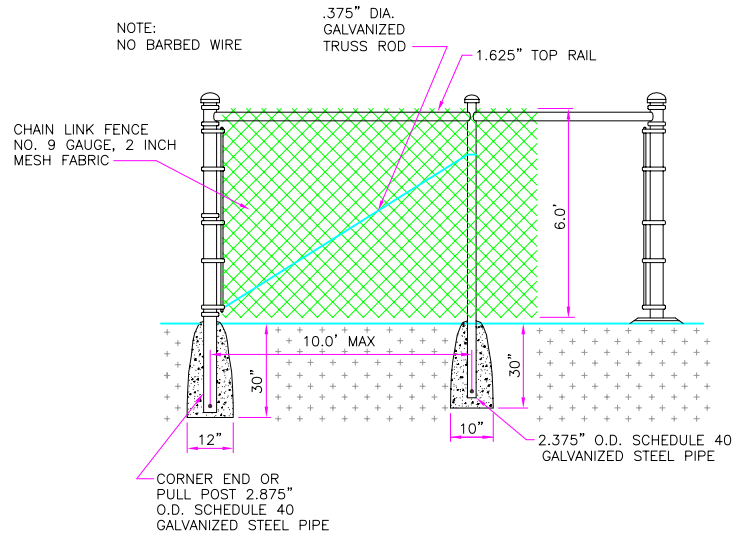 NOTE:
NO BARBED WIRE
.375" DIA.
GALVANIZED
TRUSS ROD
1.625" TOP RAIL
CHAIN LINK FENCE
NO. 9 GAUGE, 2 INCH
MESH FABRIC
6.0'
10.0' MAX
30"
30"
12"
10"
2.375" O.D. SCHEDULE 40
GALVANIZED STEEL PIPE
CORNER END OR
PULL POST 2.875"
O.D. SCHEDULE 40
GALVANIZED STEEL PIPE